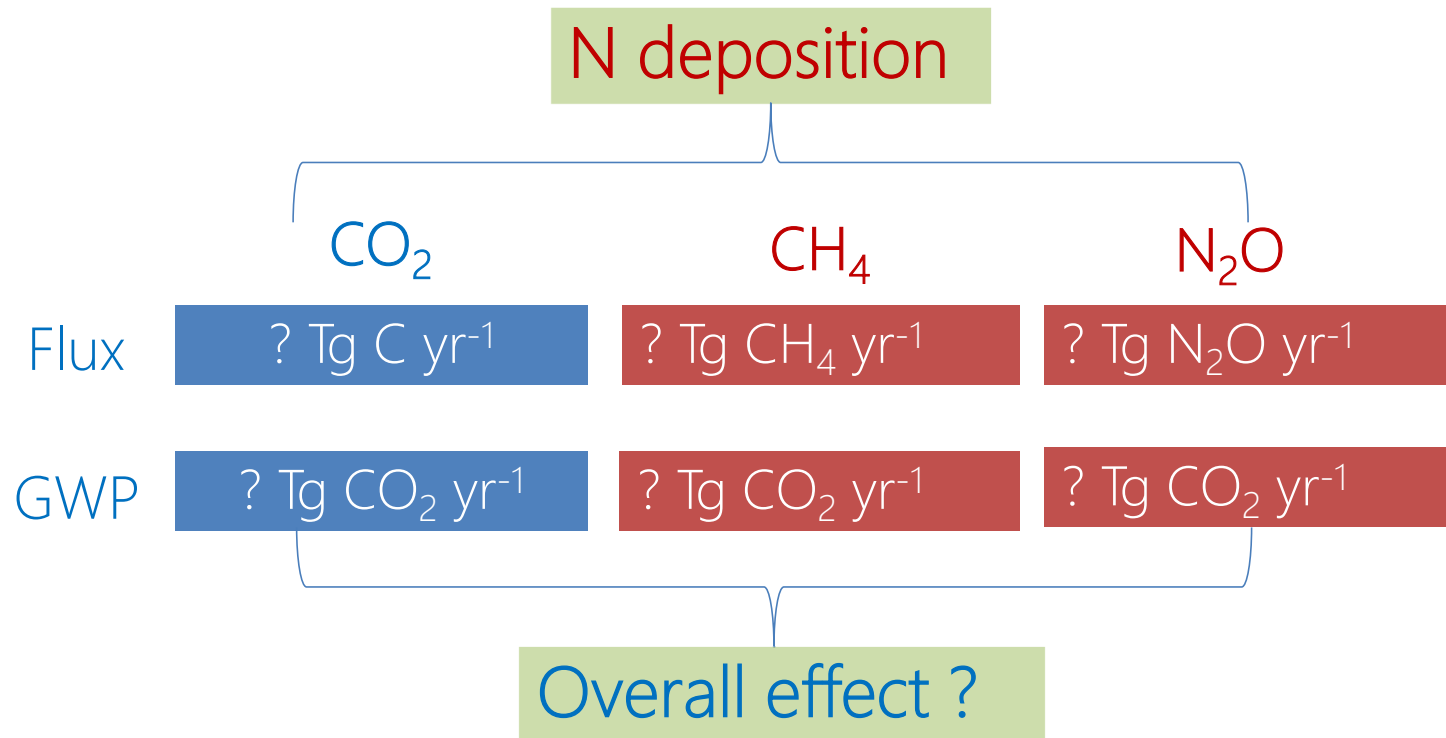 N deposition
CO₂ CH₄ N₂O
Flux ? Tg C yr⁻¹ ? Tg CH₄ yr⁻¹ ? Tg N₂O yr⁻¹
GWP ? Tg CO₂ yr⁻¹ ? Tg CO₂ yr⁻¹ ? Tg CO₂ yr⁻¹
Overall effect ?